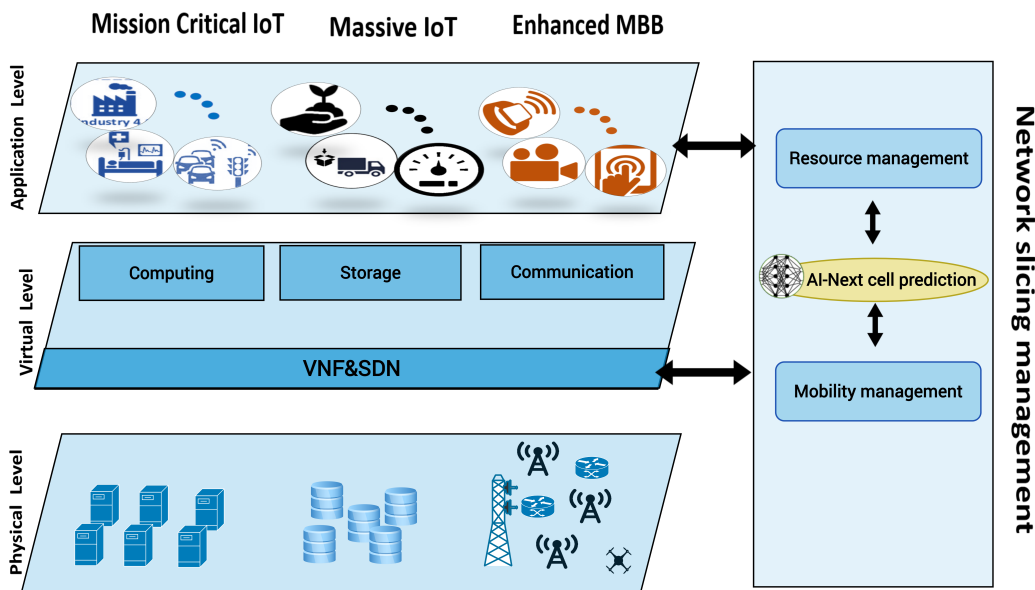 Mission Critical IoT
Massive IoT
Enhanced MBB
Application Level
ndustry 4
Resource management
Virtual Level
Computing
Storage
Communication
AI-Next cell prediction
VNF&SDN
Mobility management
Physical Level
Network slicing management